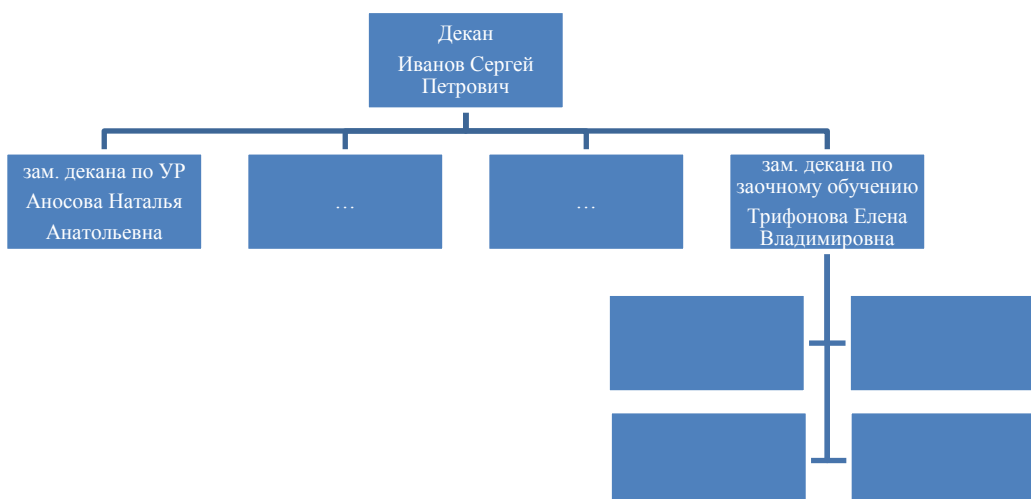 Декан
Иванов Сергей
Петрович
зам. декана по УР
Аносова Наталья
Анатольевна
…
…
зам. декана по
заочному обучению
Трифонова Елена
Владимировна